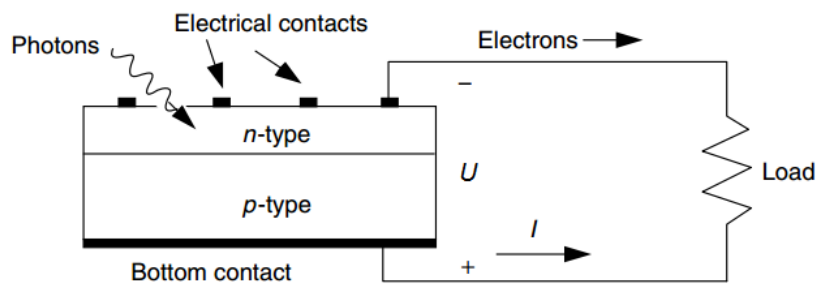 Electrical contacts
Photons
Electrons
−
n-type
U
Load
p-type
I
+
Bottom contact